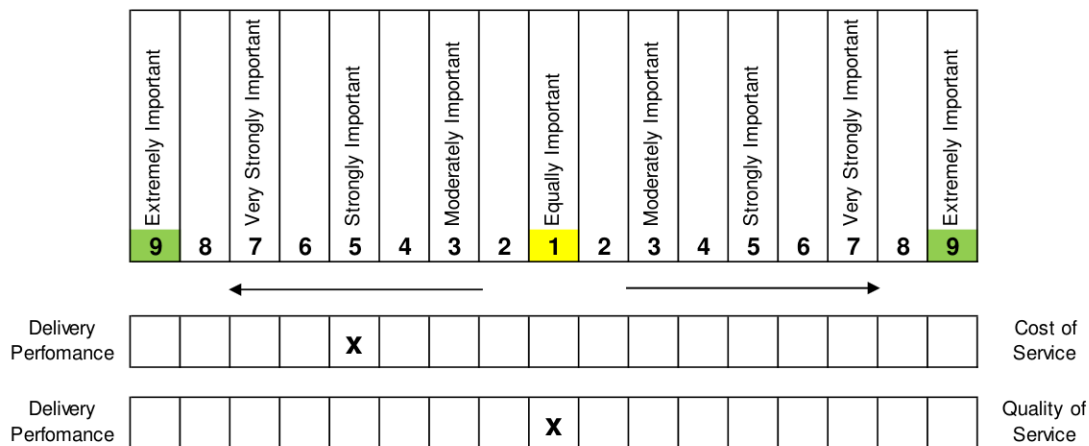 Extremely Important
Very Strongly Important
Strongly Important
Moderately Important
Equally Important
Moderately Important
Strongly Important
Very Strongly Important
Extremely Important
9 8 7 6 5 4 3 2 1 2 3 4 5 6 7 8 9
Delivery
Perfomance
x
Cost of
Service
Delivery
Perfomance
x
Quality of
Service